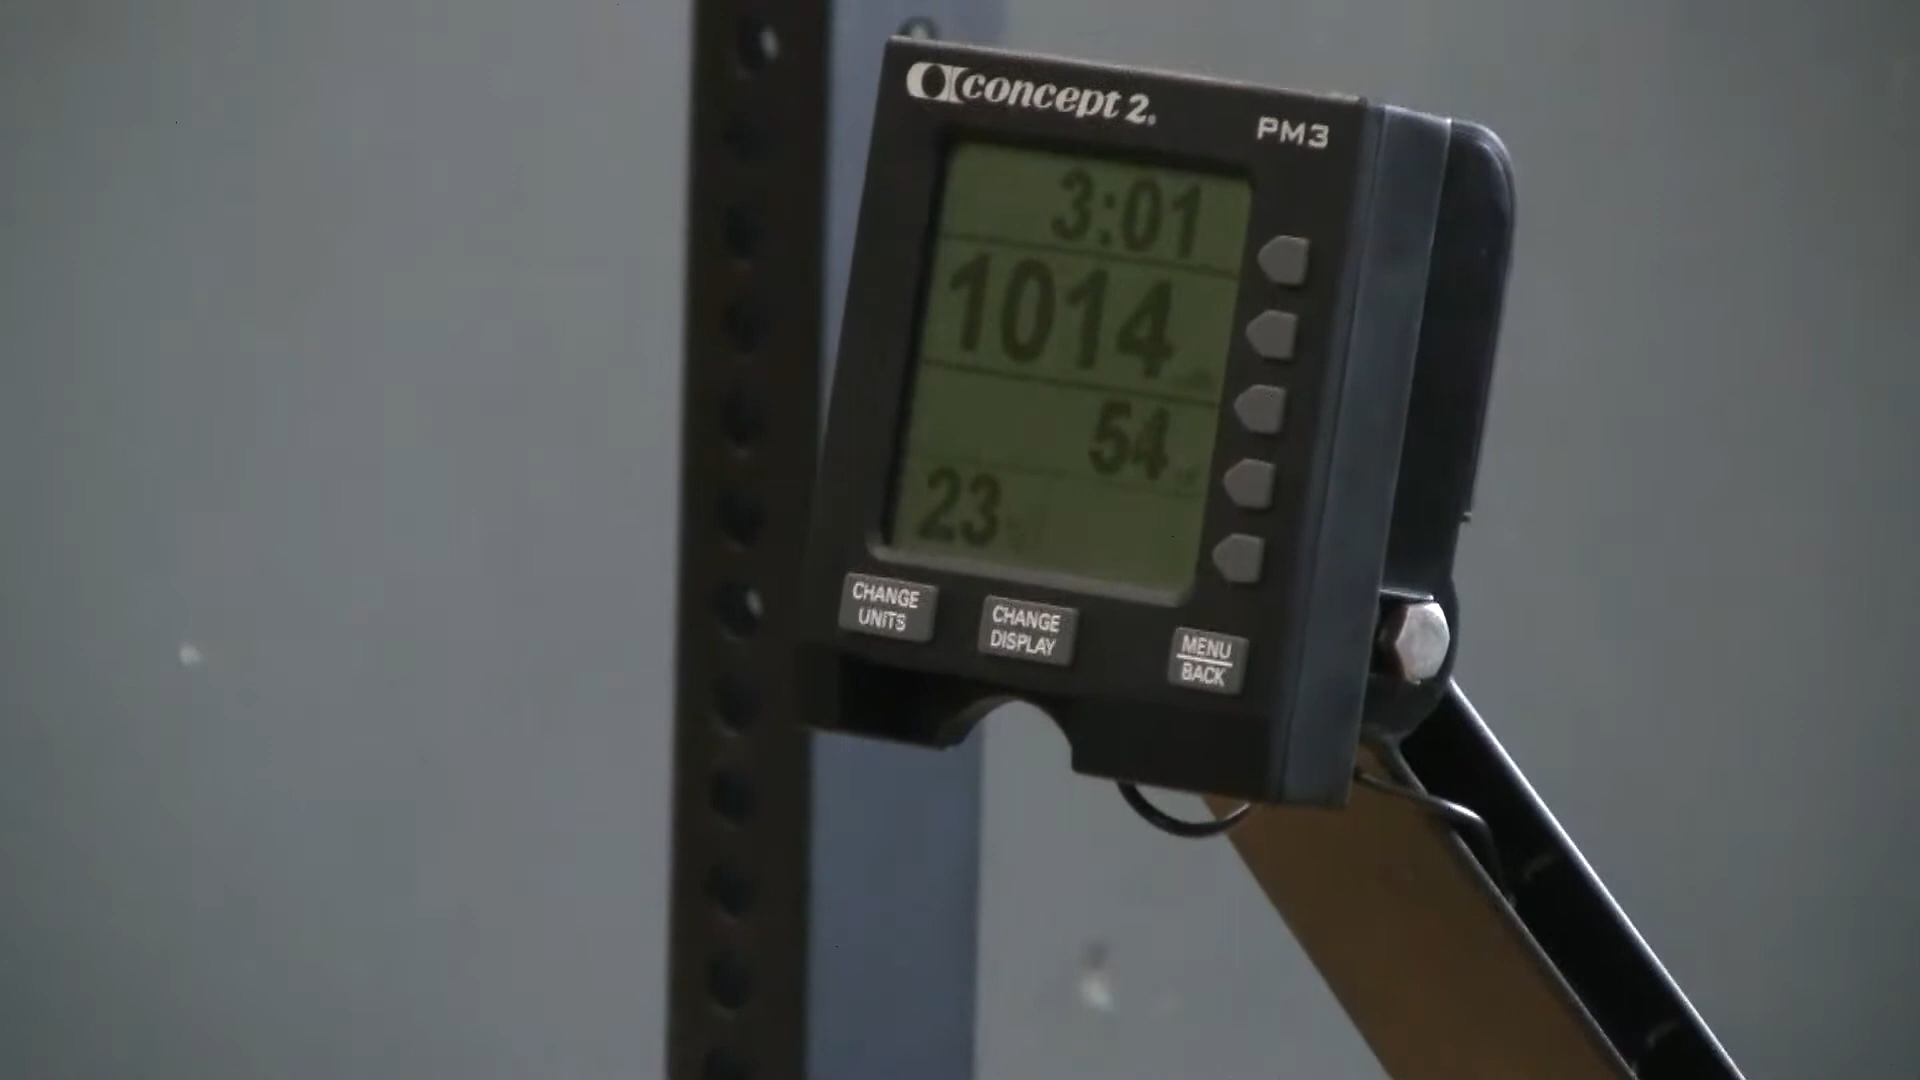 concept 2.
PM3
3:01
1014
54
23
CHANGE
UNITS
CHANGE
DISPLAY
MENU
BACK